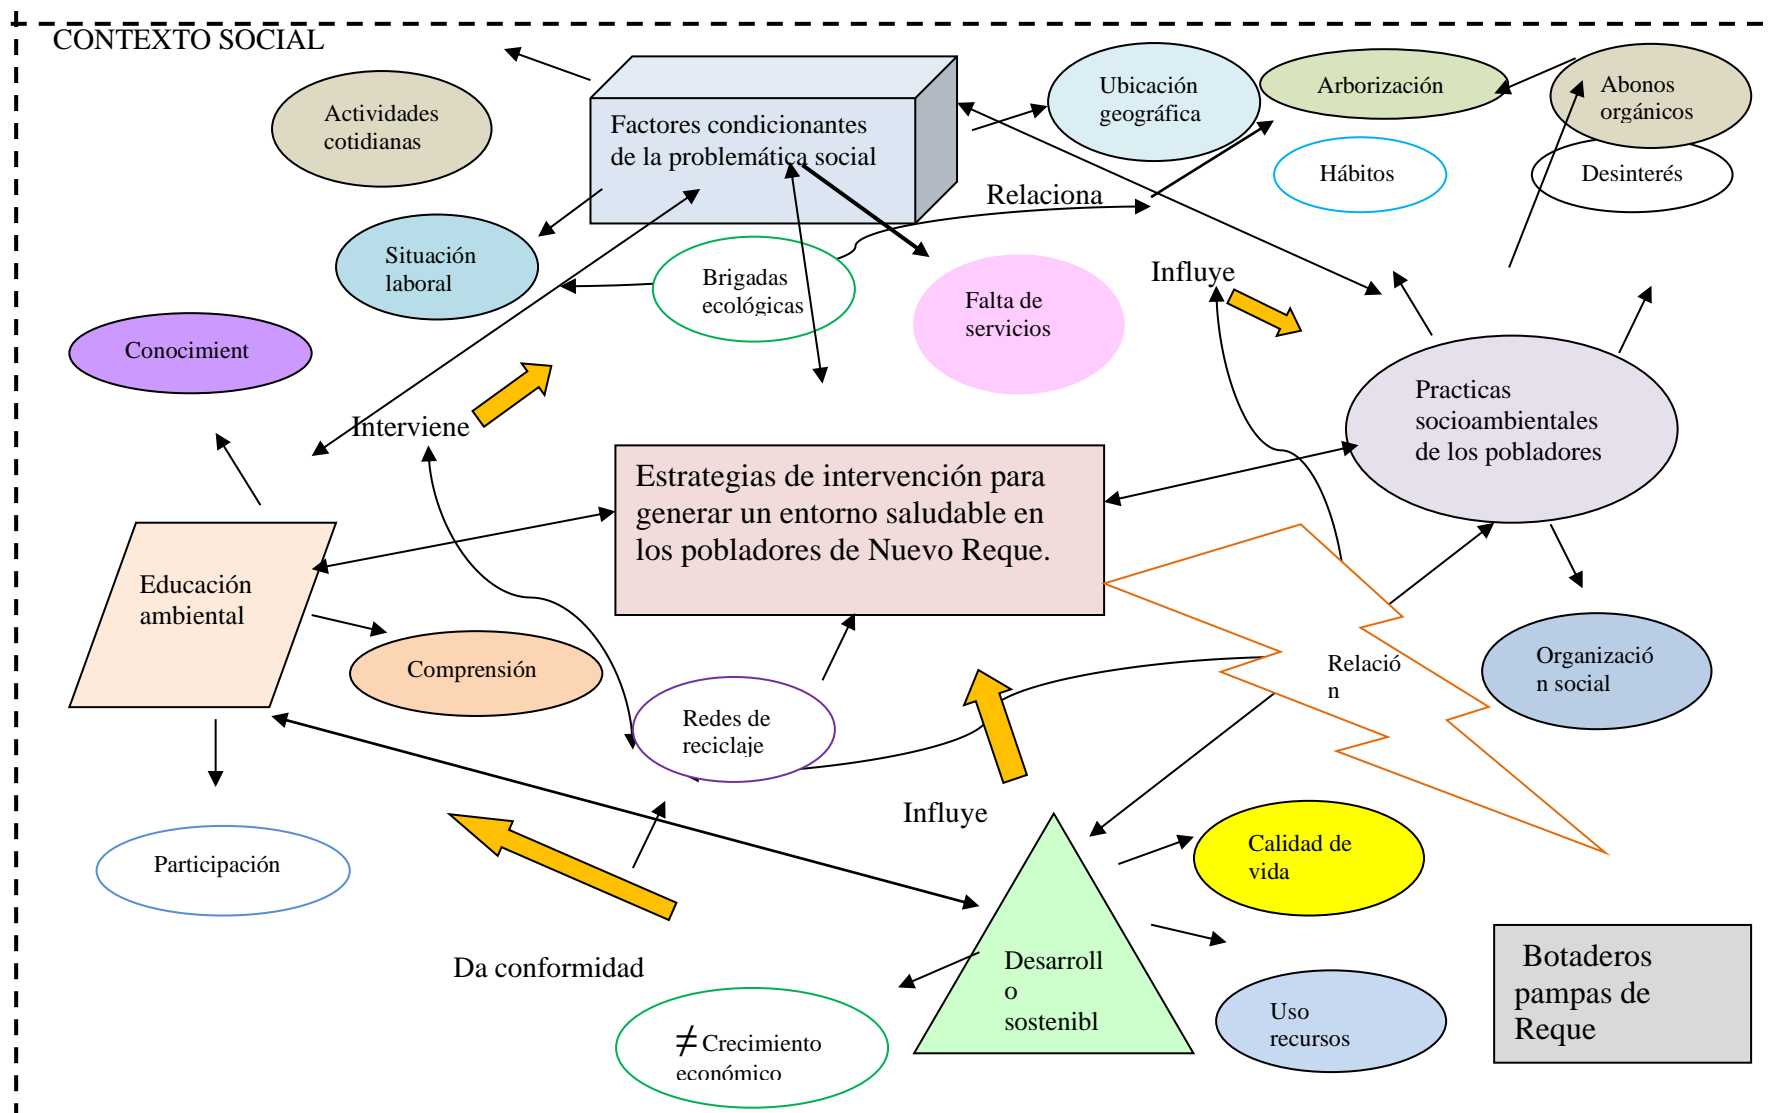 CONTEXTO SOCIAL
Actividades
cotidianas
Factores condicionantes
de la problemática social
Ubicación
geográfica
Arborización
Abonos
orgánicos
Hábitos
Desinterés
Relaciona
Situación
laboral
Brigadas
ecológicas
Falta de
servicios
Influye
Conocimient
Interviene
Practicas
socioambientales
de los pobladores
Estrategias de intervención para
generar un entorno saludable en
los pobladores de Nuevo Reque.
Educación
ambiental
Comprensión
Relació
n
Organizació
n social
Redes de
reciclaje
Influye
Participación
Calidad de
vida
Da conformidad
Desarroll
o
sostenibl
Uso
recursos
≠ Crecimiento
económico
Botaderos
pampas de
Reque